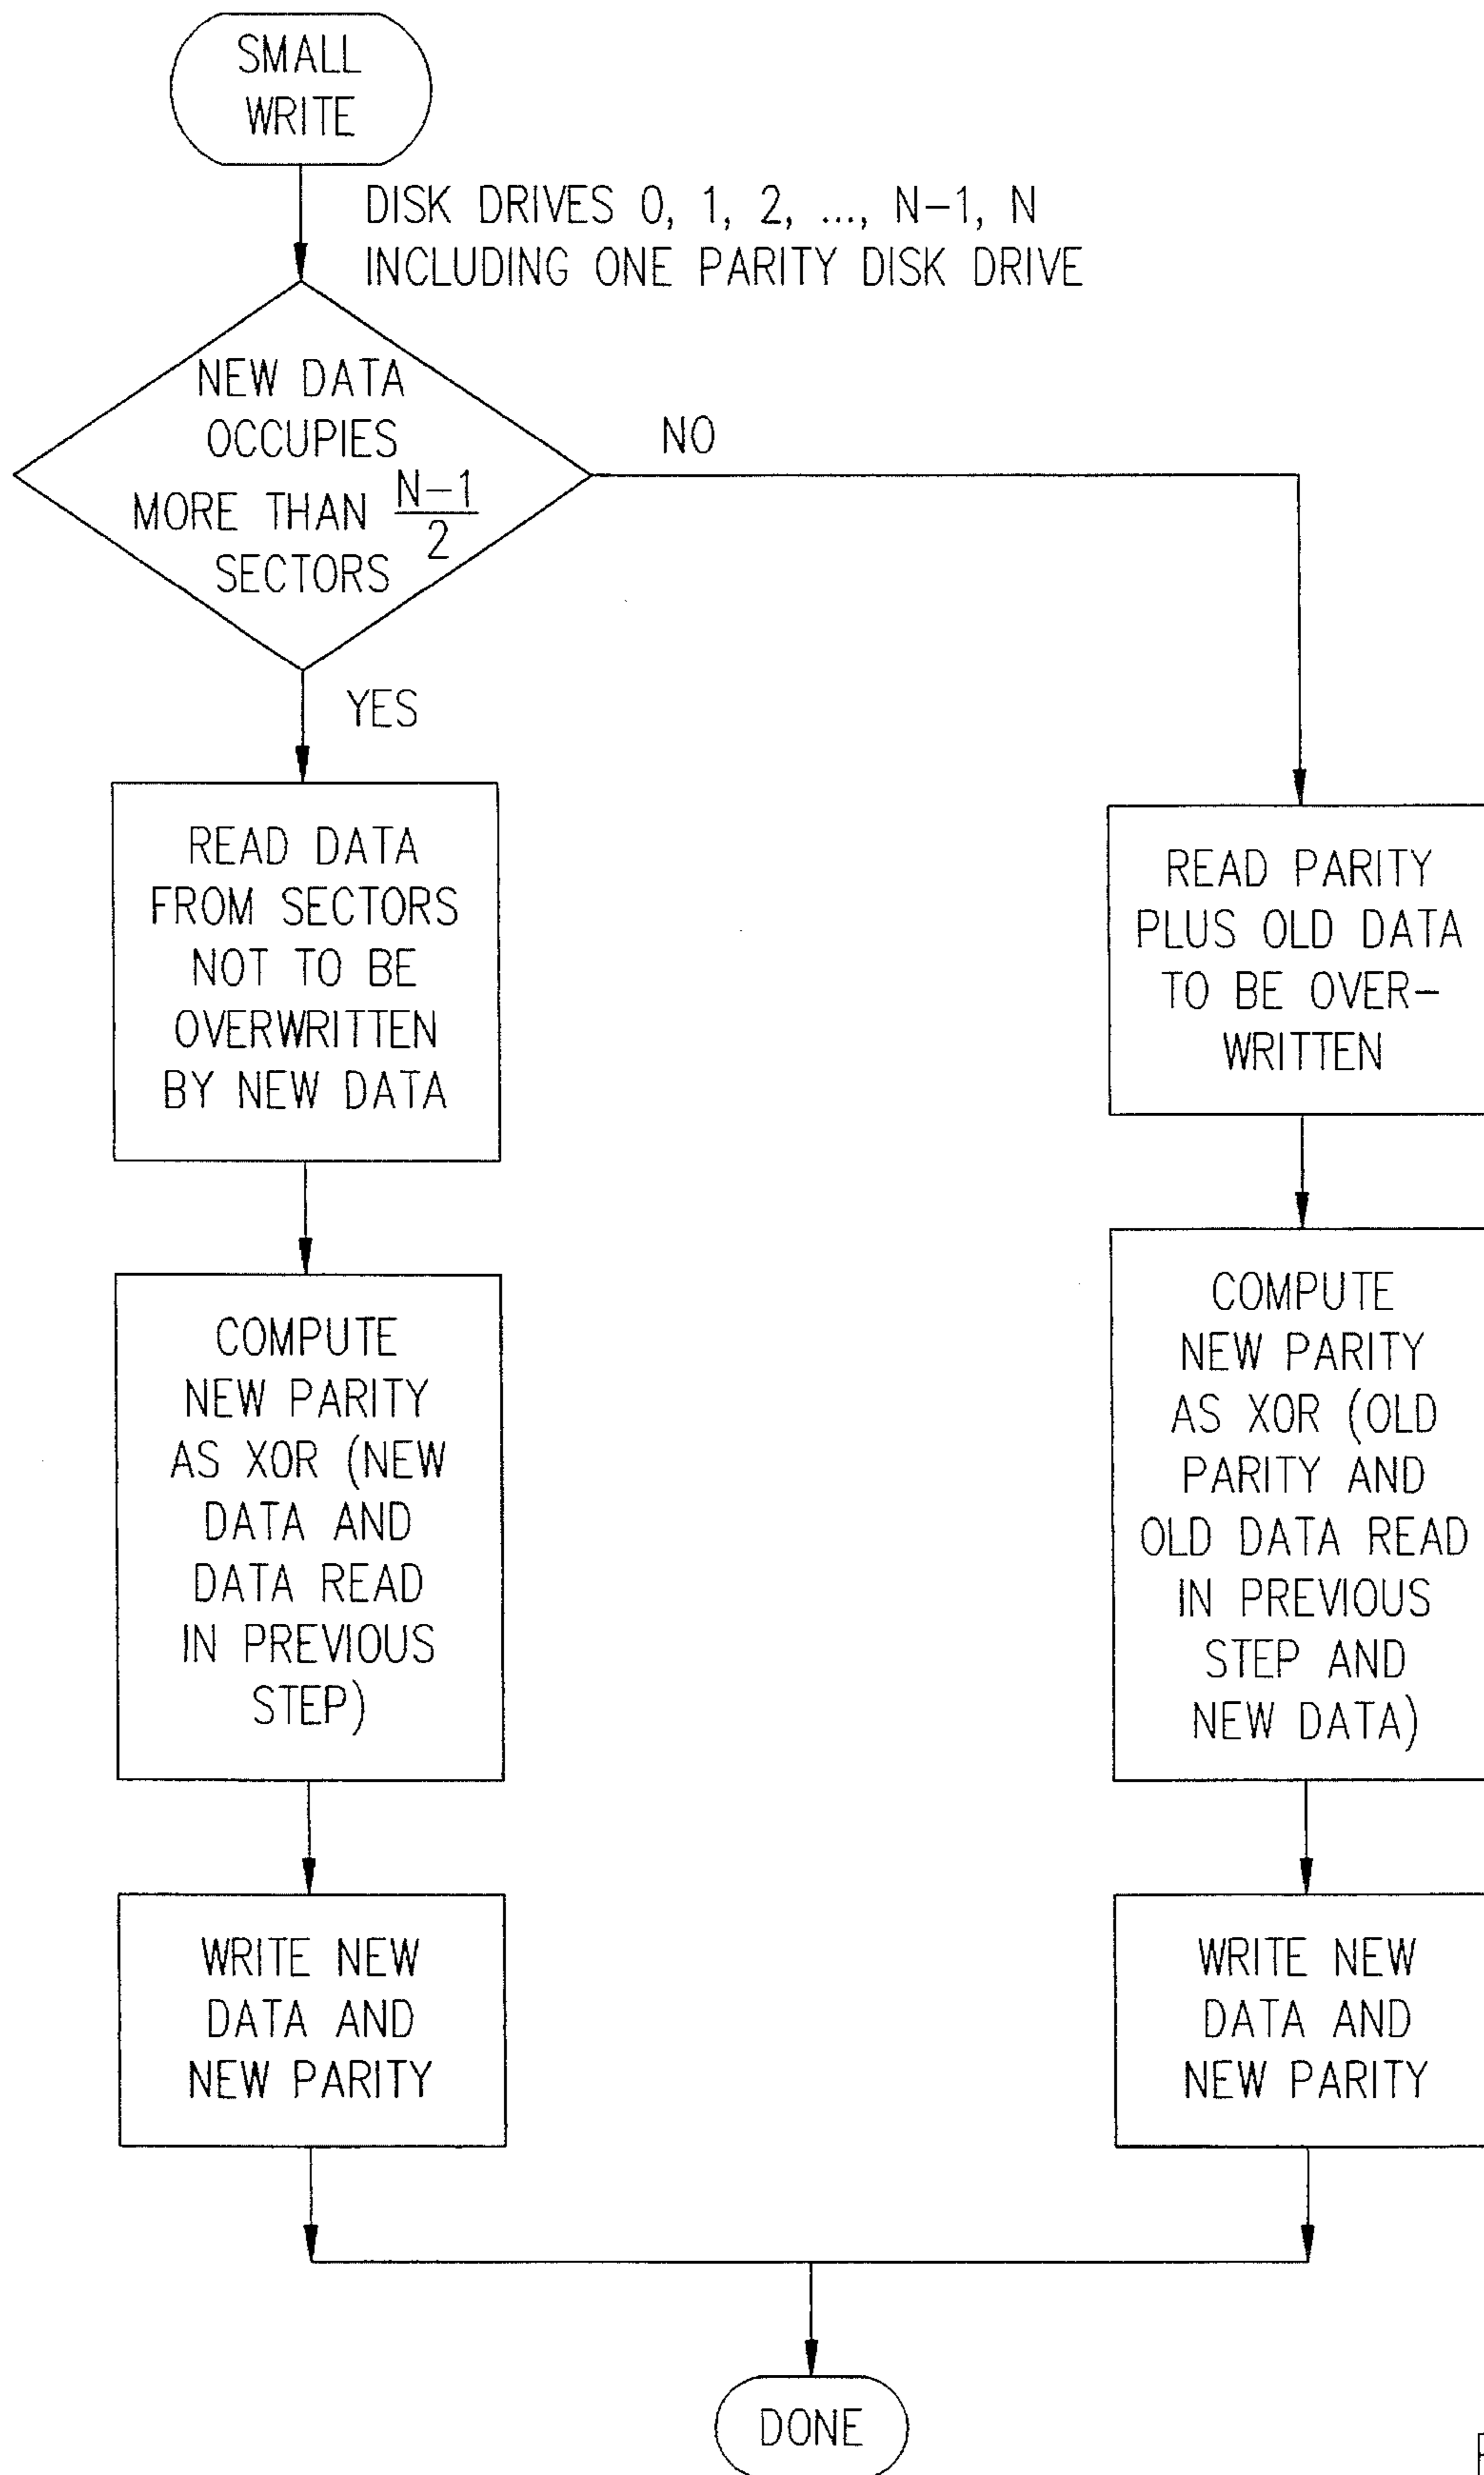 SMALL
WRITE
DISK DRIVES 0, 1, 2, ..., N-1, N
INCLUDING ONE PARITY DISK DRIVE
NEW DATA
OCCUPIES
MORE THAN N-1
2
SECTORS
NO
YES
READ DATA
FROM SECTORS
NOT TO BE
OVERWRITTEN
BY NEW DATA
READ PARITY
PLUS OLD DATA
TO BE OVER-
WRITTEN
COMPUTE
NEW PARITY
AS XOR (NEW
DATA AND
DATA READ
IN PREVIOUS
STEP)
COMPUTE
NEW PARITY
AS XOR (OLD
PARITY AND
OLD DATA READ
IN PREVIOUS
STEP AND
NEW DATA)
WRITE NEW
DATA AND
NEW PARITY
WRITE NEW
DATA AND
NEW PARITY
DONE